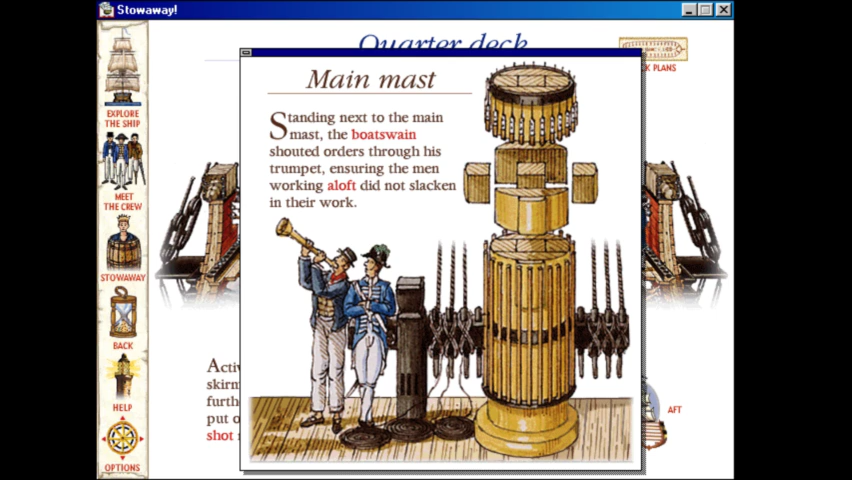 Stowaway!
Quarter deck
K PLANS
EXPLORE
THE SHIP
MEET
THE CREW
STOWAWAY
BACK
HELP
OPTIONS
Main mast
Standing next to the main
mast, the boatswain
shouted orders through his
trumpet, ensuring the men
working aloft did not slacken
in their work.
Activ
skirm
furth
put o
shot
AFT